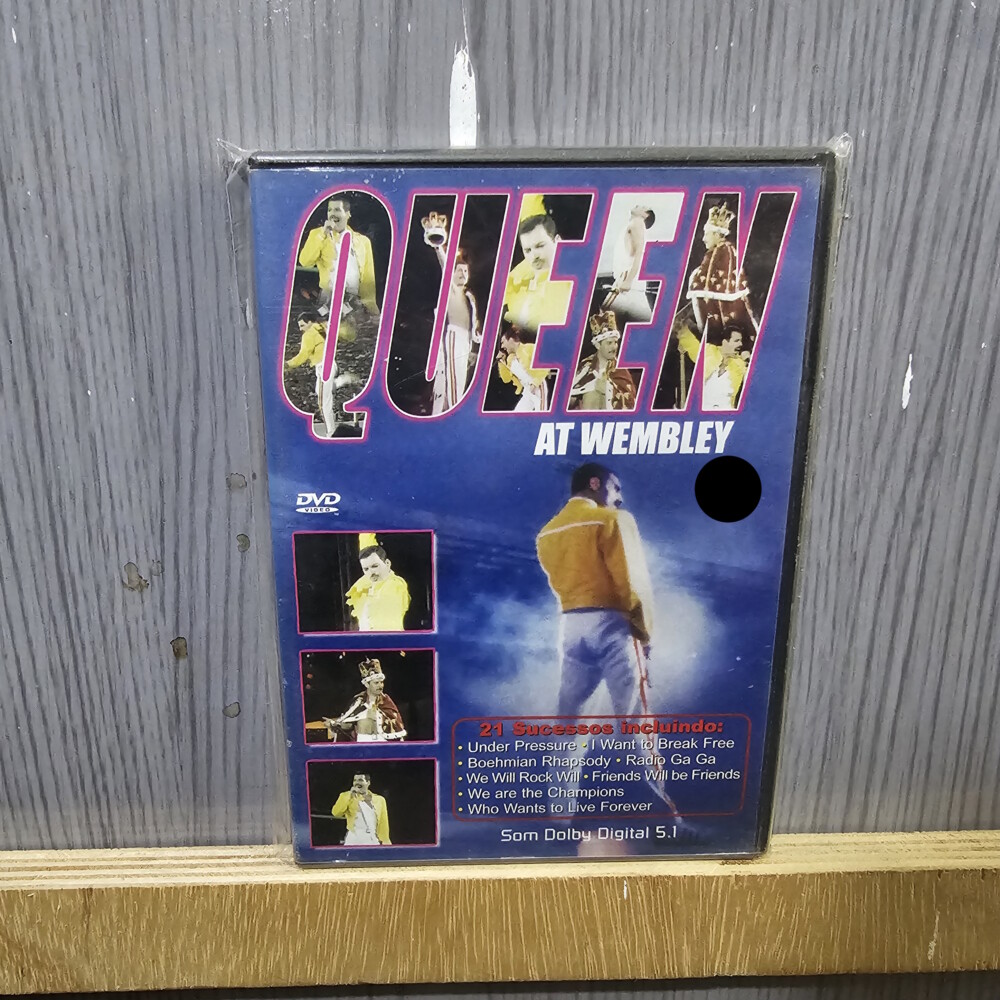 QUEEN
AT WEMBLEY
DVD
VIDEO
21 Sucessos incluindo:
• Under Pressure • I Want to Break Free
• Boehmian Rhapsody • Radio Ga Ga
• We Will Rock Will • Friends Will be Friends
• We are the Champions
• Who Wants to Live Forever
Som Dolby Digital 5.1